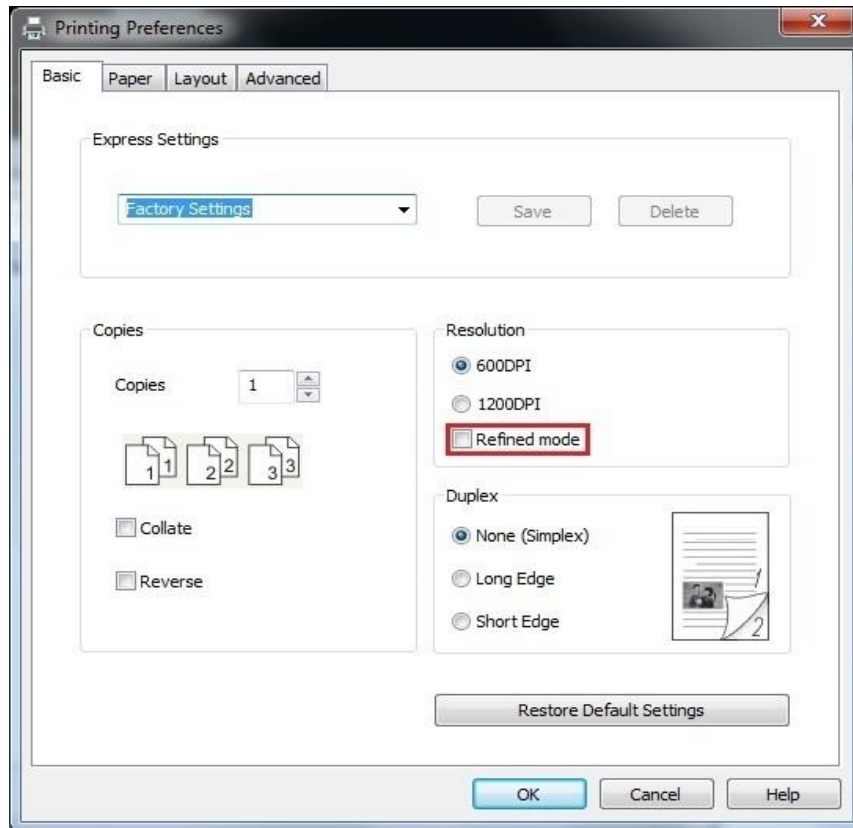 Printing Preferences
Basic Paper Layout Advanced
Express Settings
Factory Settings Save Delete
Copies
Copies 1
1 1 2 2 3 3
Collate
Reverse
Resolution
600DPI
1200DPI
Refined mode
Duplex
None (Simplex)
Long Edge
Short Edge
1
2
Restore Default Settings
OK Cancel Help